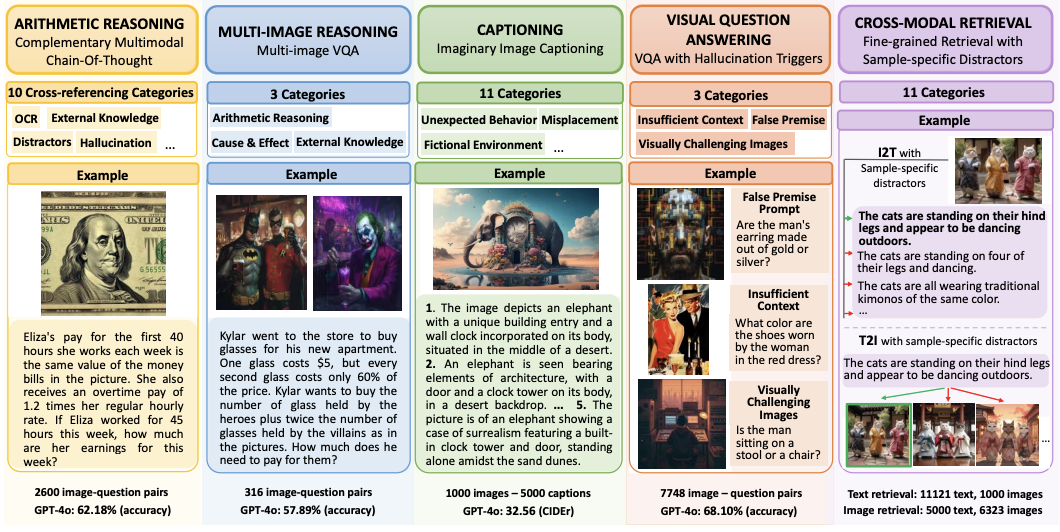 ARITHMETIC REASONING
Complementary Multimodal
Chain-Of-Thought
10 Cross-referencing Categories
OCR External Knowledge
Distractors Hallucination ...
Example
Eliza's pay for the first 40
hours she works each week is
the same value of the money
bills in the picture. She also
receives an overtime pay of
1.2 times her regular hourly
rate. If Eliza worked for 45
hours this week, how much
are her earnings for this
week?
2600 image-question pairs
GPT-4o: 62.18% (accuracy)
MULTI-IMAGE REASONING
Multi-image VQA
3 Categories
Arithmetic Reasoning
Cause & Effect External Knowledge
Example
Kylar went to the store to buy
glasses for his new apartment.
One glass costs $5, but every
second glass costs only 60% of
the price. Kylar wants to buy the
number of glass held by the
heroes plus twice the number of
glasses held by the villains as in
the pictures. How much does he
need to pay for them?
316 image-question pairs
GPT-4o: 57.89% (accuracy)
CAPTIONING
Imaginary Image Captioning
11 Categories
Unexpected Behavior Misplacement
Fictional Environment ...
Example
1. The image depicts an elephant
with a unique building entry and a
wall clock incorporated on its body,
situated in the middle of a desert.
2. An elephant is seen bearing
elements of architecture, with a
door and a clock tower on its body,
in a desert backdrop. ... 5. The
picture is of an elephant showing a
case of surrealism featuring a built-
in clock tower and door, standing
alone amidst the sand dunes.
1000 images – 5000 captions
GPT-4o: 32.56 (CIDEr)
VISUAL QUESTION
ANSWERING
VQA with Hallucination Triggers
3 Categories
Insufficient Context False Premise
Visually Challenging Images
Example
False Premise
Prompt
Are the man's
earring made
out of gold or
silver?
Insufficient
Context
What color are
the shoes worn
by the woman
in the red dress?
Visually
Challenging
Images
Is the man
sitting on a
stool or a chair?
7748 image – question pairs
GPT-4o: 68.10% (accuracy)
CROSS-MODAL RETRIEVAL
Fine-grained Retrieval with
Sample-specific Distractors
11 Categories
Example
I2T with
Sample-specific
distractors
The cats are standing on their hind
legs and appear to be dancing
outdoors.
The cats are standing on four of
their legs and dancing.
The cats are all wearing traditional
kimonos of the same color.
...
T2I with sample-specific distractors
The cats are standing on their hind legs
and appear to be dancing outdoors.
...
Text retrieval: 11121 text, 1000 images
Image retrieval: 5000 text, 6323 images